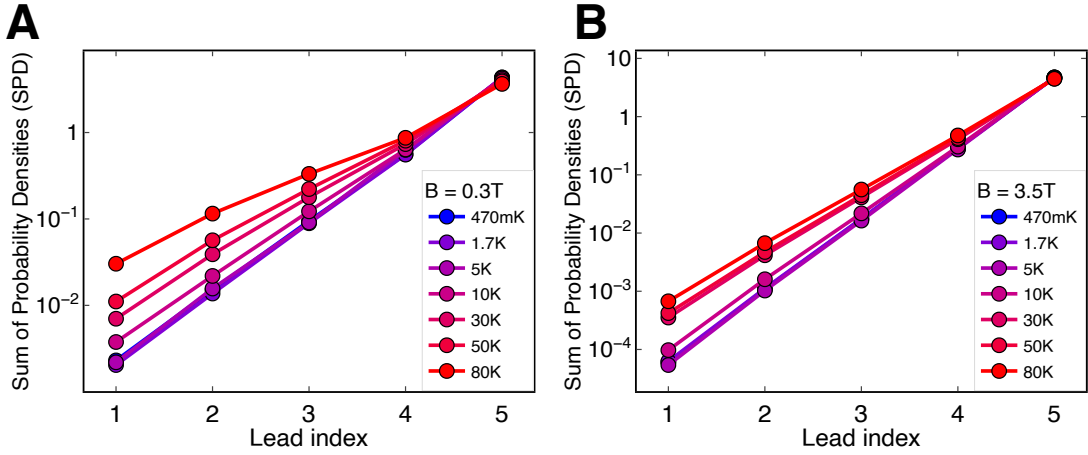 A
Sum of Probability Densities (SPD)
1
10⁻¹
10⁻²
B = 0.3T
470mK
1.7K
5K
10K
30K
50K
80K
1 2 3 4 5
Lead index
B
Sum of Probability Densities (SPD)
10
1
10⁻¹
10⁻²
10⁻³
10⁻⁴
B = 3.5T
470mK
1.7K
5K
10K
30K
50K
80K
1 2 3 4 5
Lead index